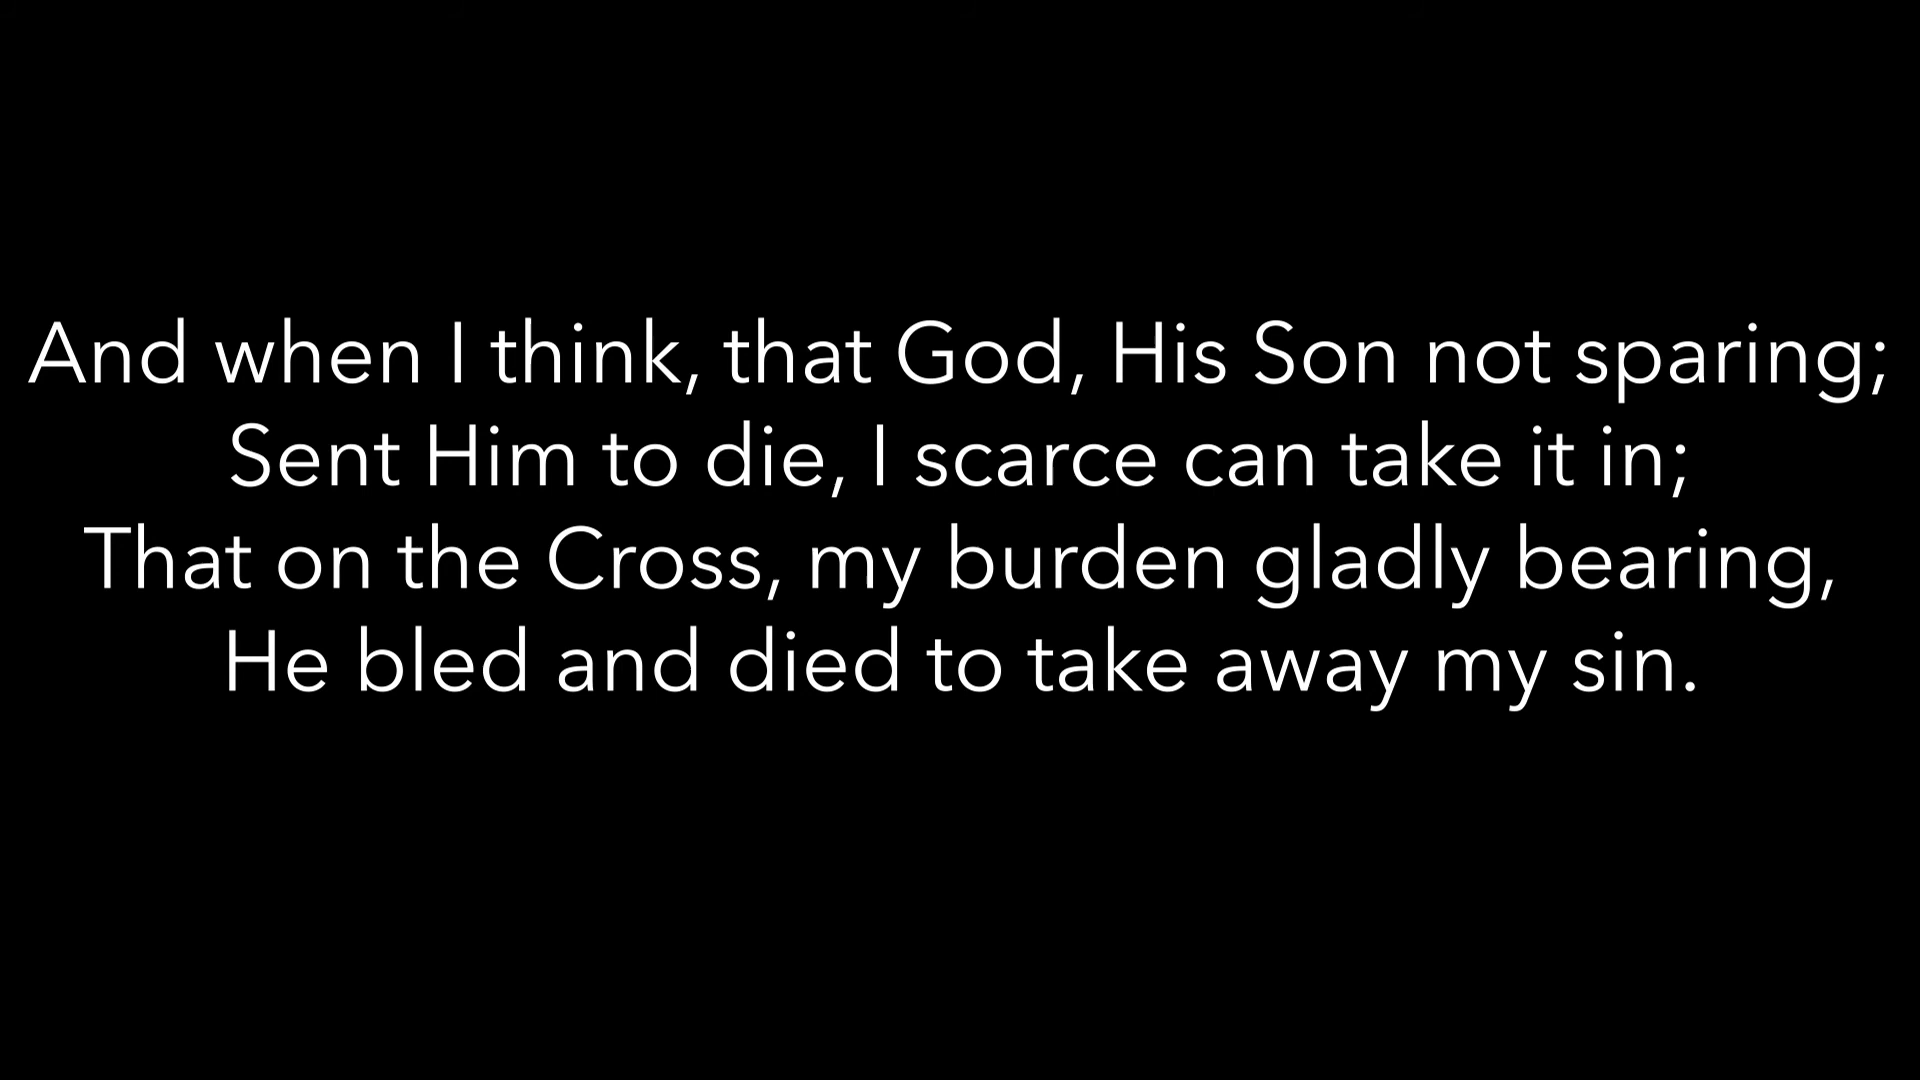 And when I think, that God, His Son not sparing;
Sent Him to die, I scarce can take it in;
That on the Cross, my burden gladly bearing,
He bled and died to take away my sin.